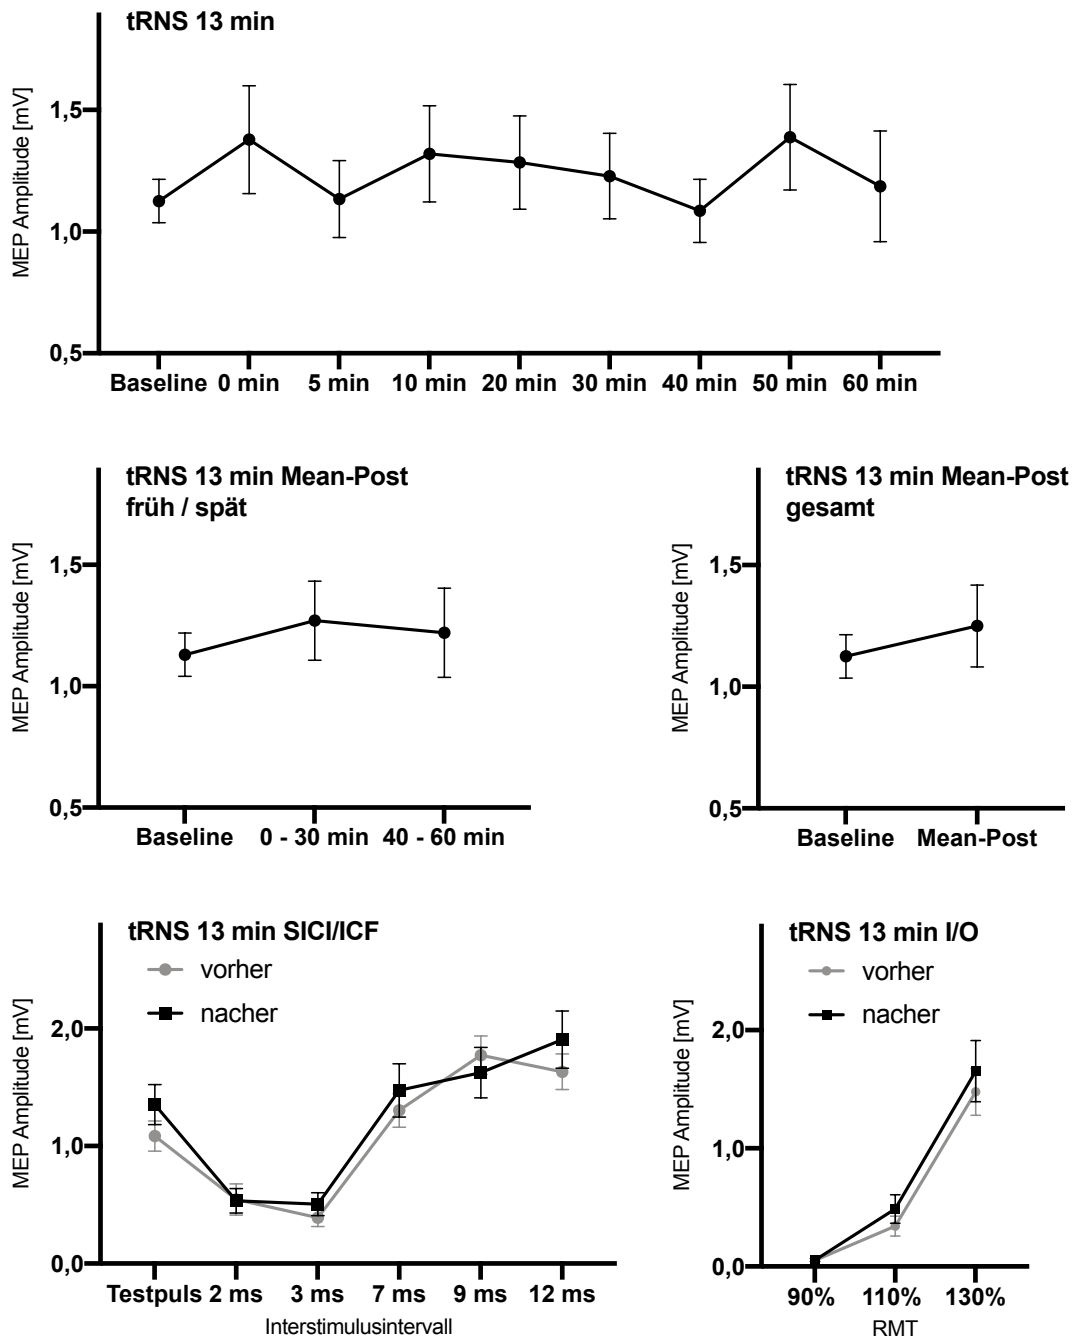 tRNS 13 min
MEP Amplitude [mV]
1,5
1,0
0,5
Baseline 0 min 5 min 10 min 20 min 30 min 40 min 50 min 60 min
tRNS 13 min Mean-Post
früh / spät
MEP Amplitude [mV]
1,5
1,0
0,5
Baseline 0 - 30 min 40 - 60 min
tRNS 13 min Mean-Post
gesamt
MEP Amplitude [mV]
1,5
1,0
0,5
Baseline Mean-Post
tRNS 13 min SICI/ICF
vorher
nacher
MEP Amplitude [mV]
2,0
1,0
0,0
Testpuls 2 ms 3 ms 7 ms 9 ms 12 ms
Interstimulusintervall
tRNS 13 min I/O
vorher
nacher
MEP Amplitude [mV]
2,0
1,0
0,0
90% 110% 130%
RMT